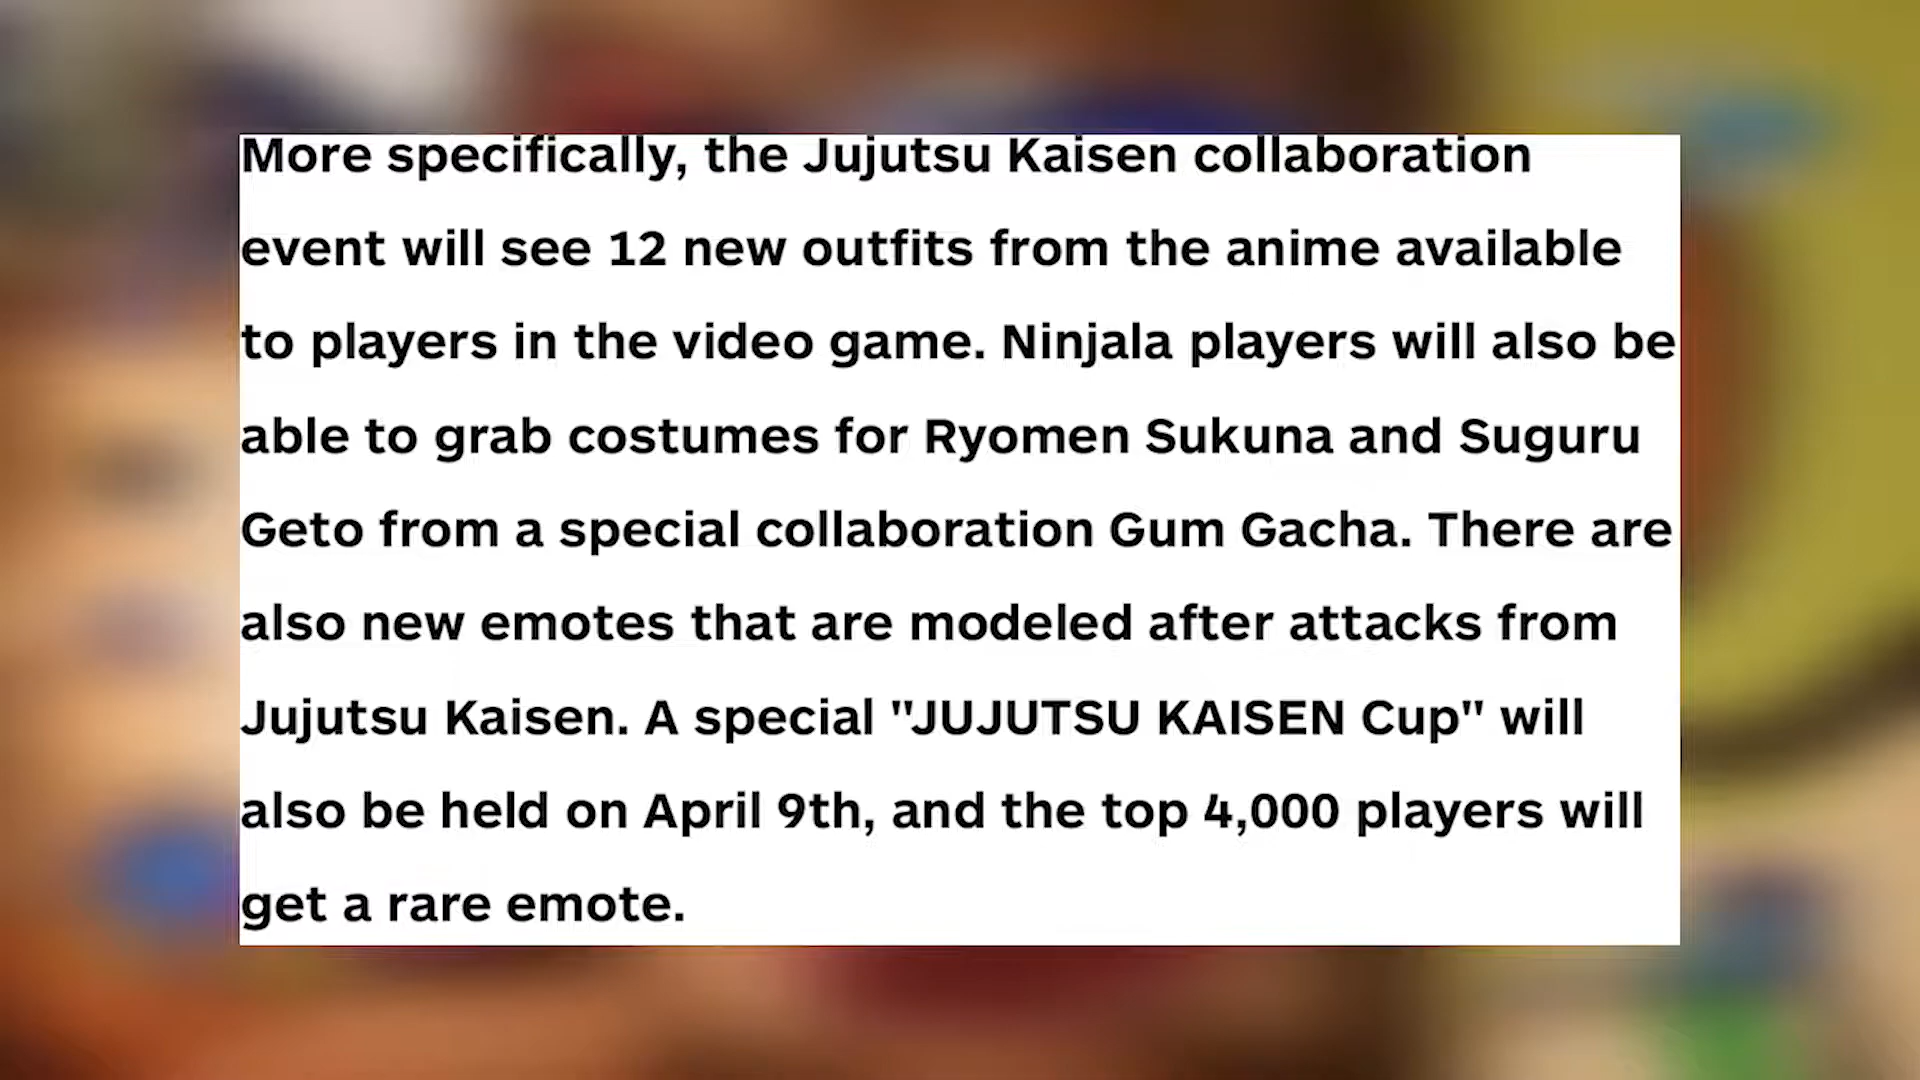 More specifically, the Jujutsu Kaisen collaboration
event will see 12 new outfits from the anime available
to players in the video game. Ninjala players will also be
able to grab costumes for Ryomen Sukuna and Suguru
Geto from a special collaboration Gum Gacha. There are
also new emotes that are modeled after attacks from
Jujutsu Kaisen. A special "JUJUTSU KAISEN Cup" will
also be held on April 9th, and the top 4,000 players will
get a rare emote.